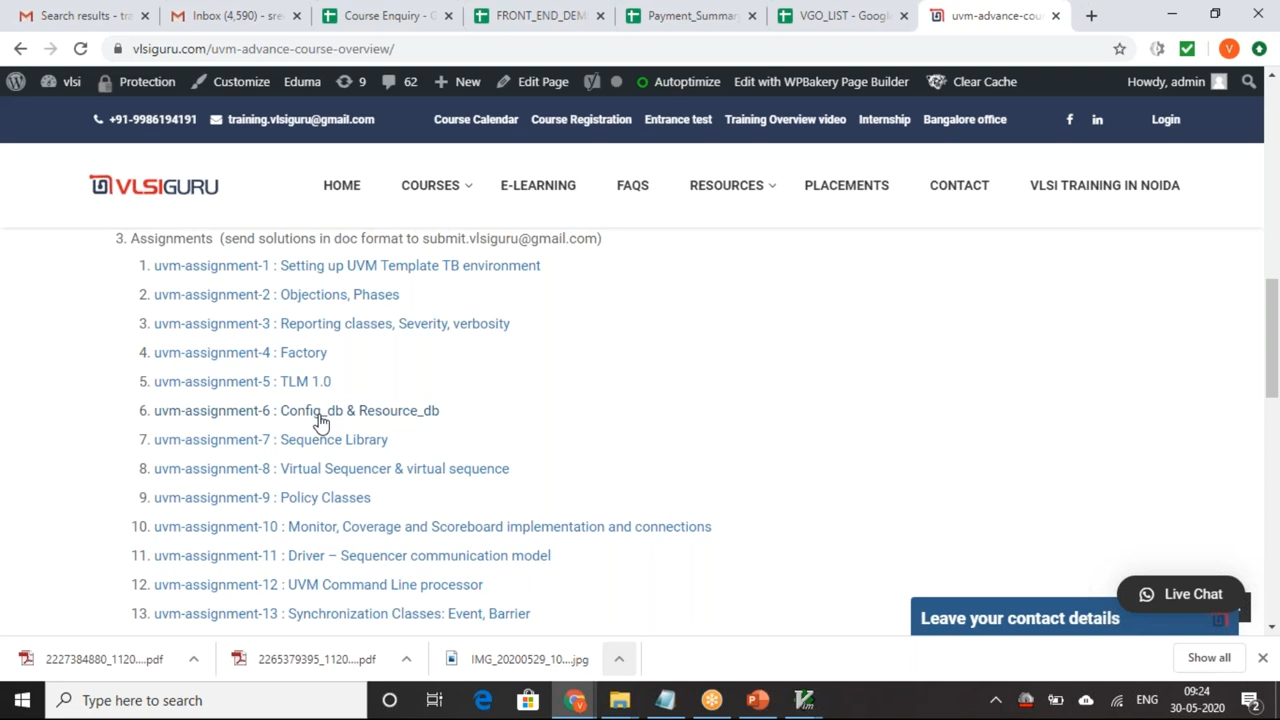 Search results - tra
Inbox (4,590) - sree
Course Enquiry - G
FRONT_END_DEM
Payment_Summar
VGO_LIST - Google
uvm-advance-cour
vlsiguru.com/uvm-advance-course-overview/
V
vlsi
Protection
Customize
Eduma
9
62
New
Edit Page
Autoptimize
Edit with WPBakery Page Builder
Clear Cache
Howdy, admin
+91-9986194191
training.vlsiguru@gmail.com
Course Calendar
Course Registration
Entrance test
Training Overview video
Internship
Bangalore office
Login
VLSIGURU
HOME
COURSES
E-LEARNING
FAQS
RESOURCES
PLACEMENTS
CONTACT
VLSI TRAINING IN NOIDA
3. Assignments (send solutions in doc format to submit.vlsiguru@gmail.com)
1. uvm-assignment-1 : Setting up UVM Template TB environment
2. uvm-assignment-2 : Objections, Phases
3. uvm-assignment-3 : Reporting classes, Severity, verbosity
4. uvm-assignment-4 : Factory
5. uvm-assignment-5 : TLM 1.0
6. uvm-assignment-6 : Config_db & Resource_db
7. uvm-assignment-7 : Sequence Library
8. uvm-assignment-8 : Virtual Sequencer & virtual sequence
9. uvm-assignment-9 : Policy Classes
10. uvm-assignment-10 : Monitor, Coverage and Scoreboard implementation and connections
11. uvm-assignment-11 : Driver – Sequencer communication model
12. uvm-assignment-12 : UVM Command Line processor
13. uvm-assignment-13 : Synchronization Classes: Event, Barrier
Live Chat
Leave your contact details
2227384880_1120....pdf
2265379395_1120....pdf
IMG_20200529_10....jpg
Show all
Type here to search
ENG
09:24
30-05-2020
2